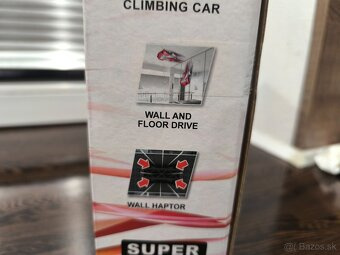 CLIMBING CAR
WALL AND
FLOOR DRIVE
WALL HAPTOR
SUPER
Bazos.sk